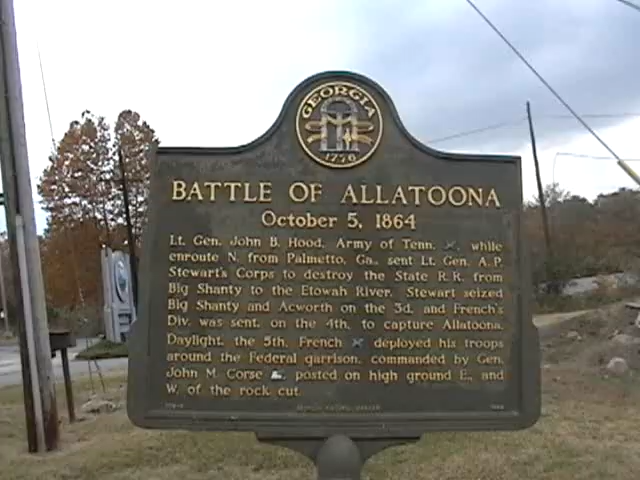 GEORGIA
1776
BATTLE OF ALLATOONA
October 5, 1864
Lt. Gen. John B. Hood, Army of Tenn. while
enroute N. from Palmetto, Ga., sent Lt. Gen. A.P.
Stewart's Corps to destroy the State R.R. from
Big Shanty to the Etowah River. Stewart seized
Big Shanty and Acworth on the 3d, and French's
Div. was sent, on the 4th, to capture Allatoona.
Daylight, the 5th, French deployed his troops
around the Federal garrison, commanded by Gen.
John M. Corse posted on high ground E. and
W. of the rock cut.